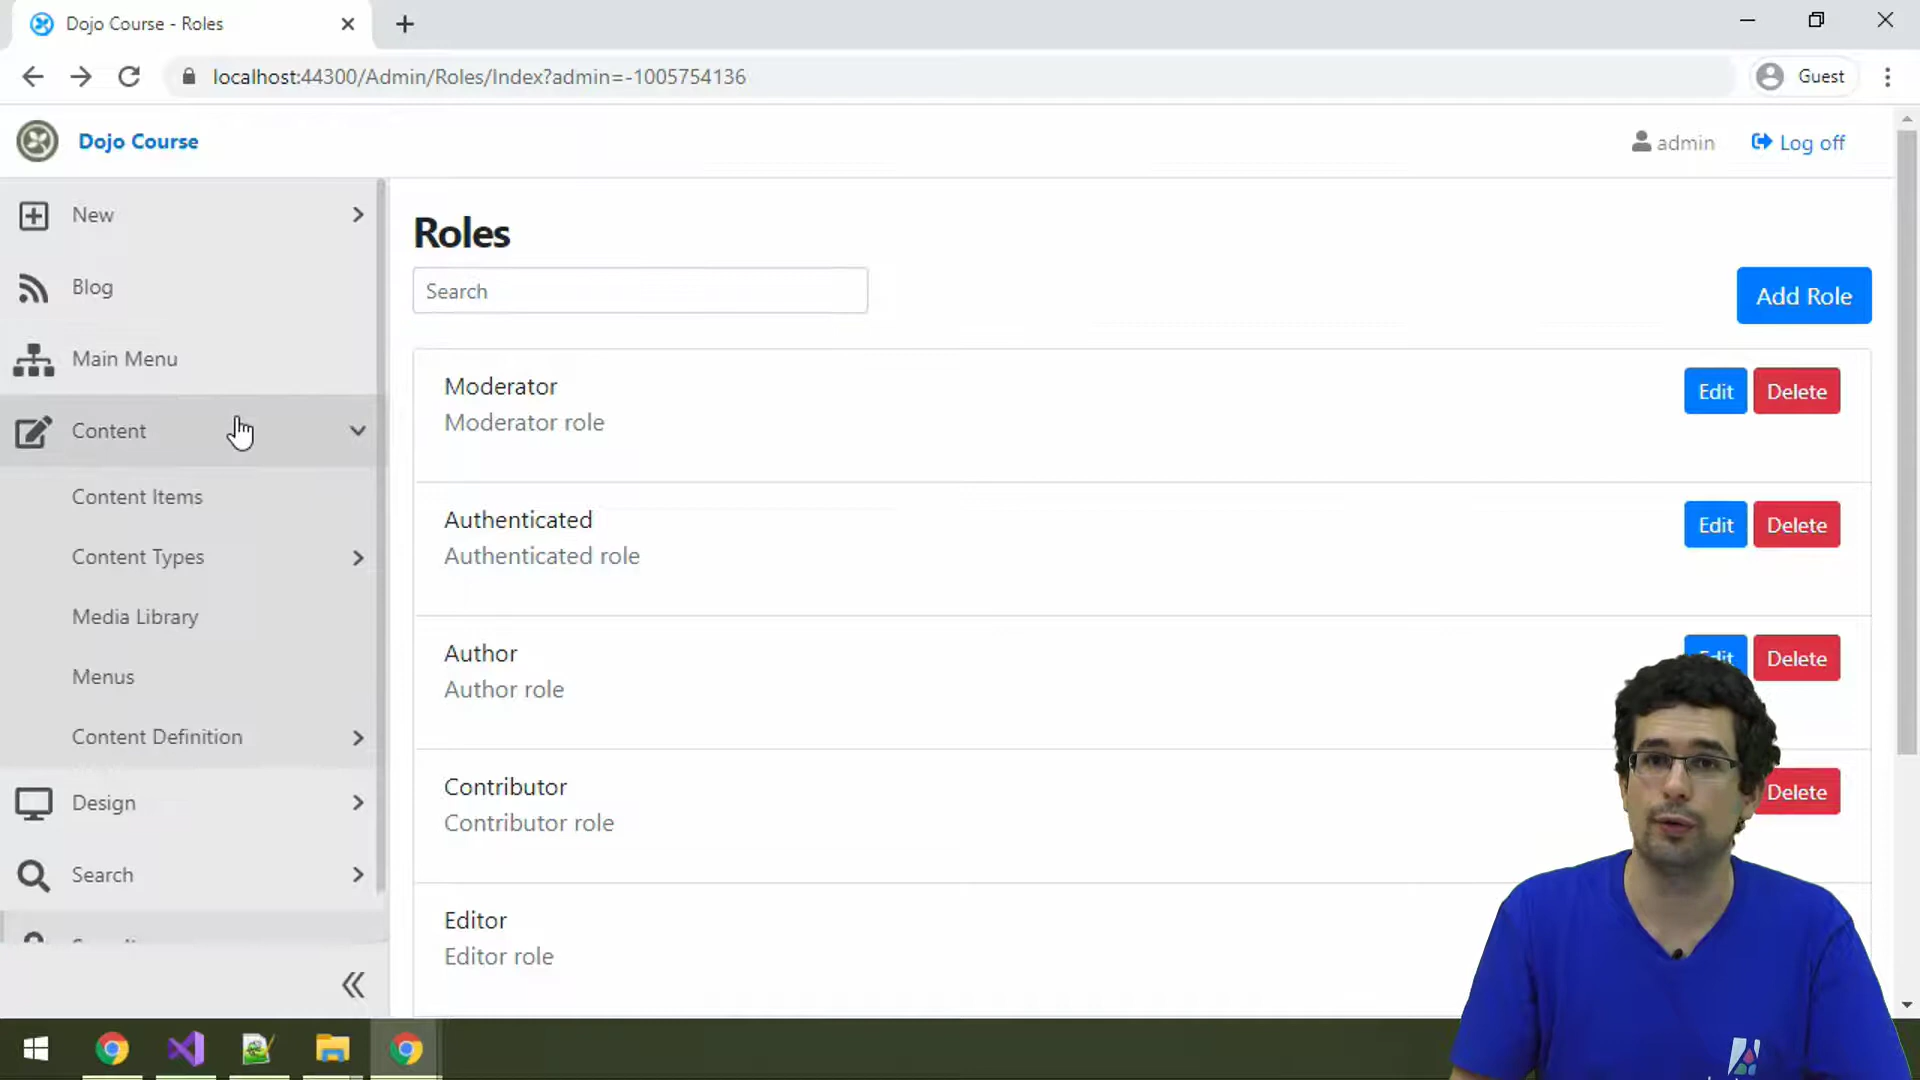 Dojo Course - Roles
localhost:44300/Admin/Roles/Index?admin=-1005754136
Guest
Dojo Course
admin
Log off
New
Blog
Main Menu
Content
Content Items
Content Types
Media Library
Menus
Content Definition
Design
Search
Roles
Search
Add Role
Moderator
Moderator role
Edit Delete
Authenticated
Authenticated role
Edit Delete
Author
Author role
Edit Delete
Contributor
Contributor role
Delete
Editor
Editor role